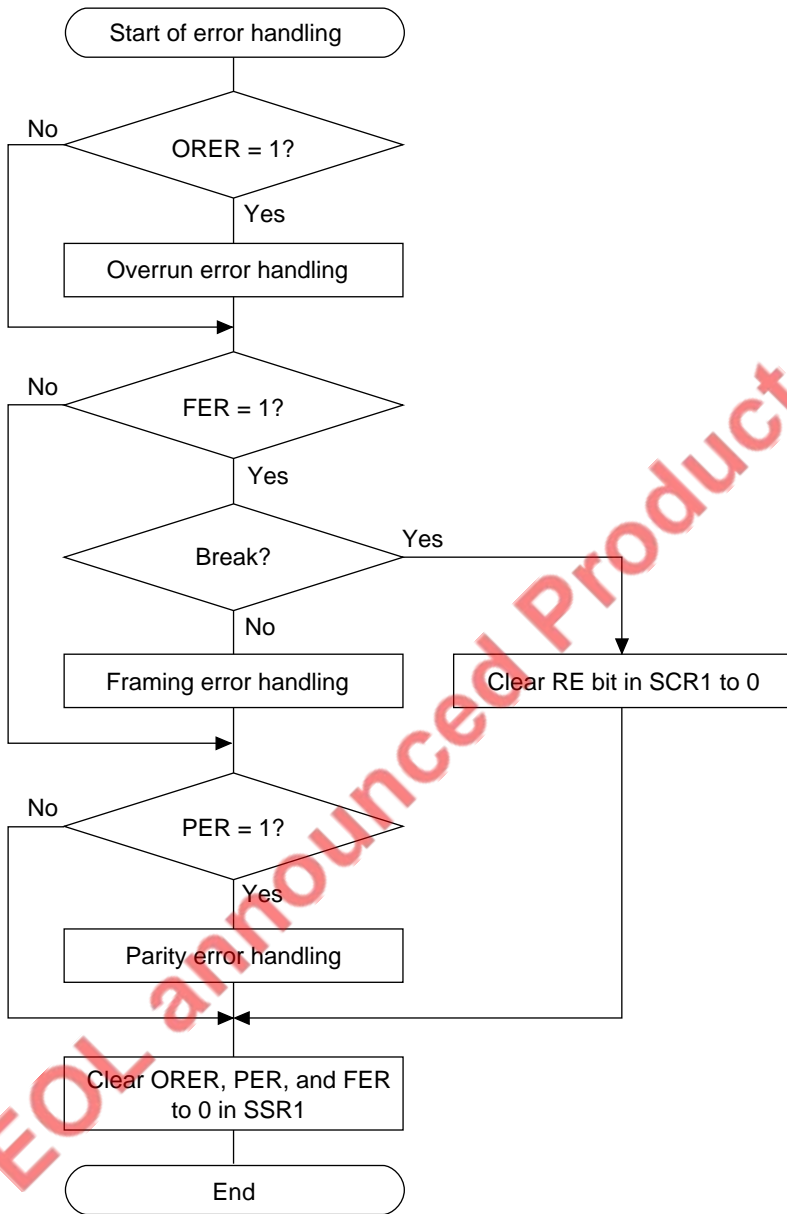 Start of error handling
No
ORER = 1?
Yes
Overrun error handling
No
FER = 1?
Yes
Break?
Yes
No
Framing error handling
Clear RE bit in SCR1 to 0
No
PER = 1?
Yes
Parity error handling
Clear ORER, PER, and FER
to 0 in SSR1
End
EOL announced Product